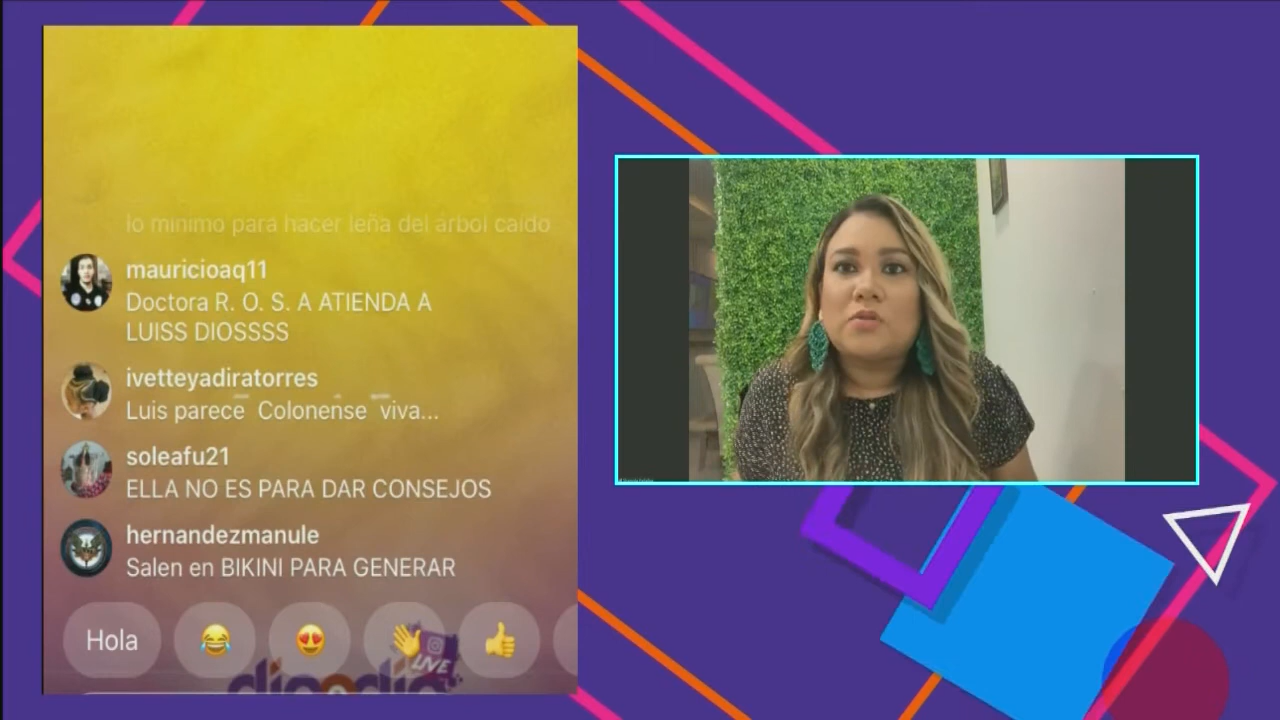 lo minimo para hacer leña del árbol caido
mauricioaq11
Doctora R. O. S. A ATIENDA A
LUISS DIOSSSS
ivetteyadiratorres
Luis parece Colonense viva...
soleafu21
ELLA NO ES PARA DAR CONSEJOS
hernandezmanule
Salen en BIKINI PARA GENERAR
Hola
LIVE